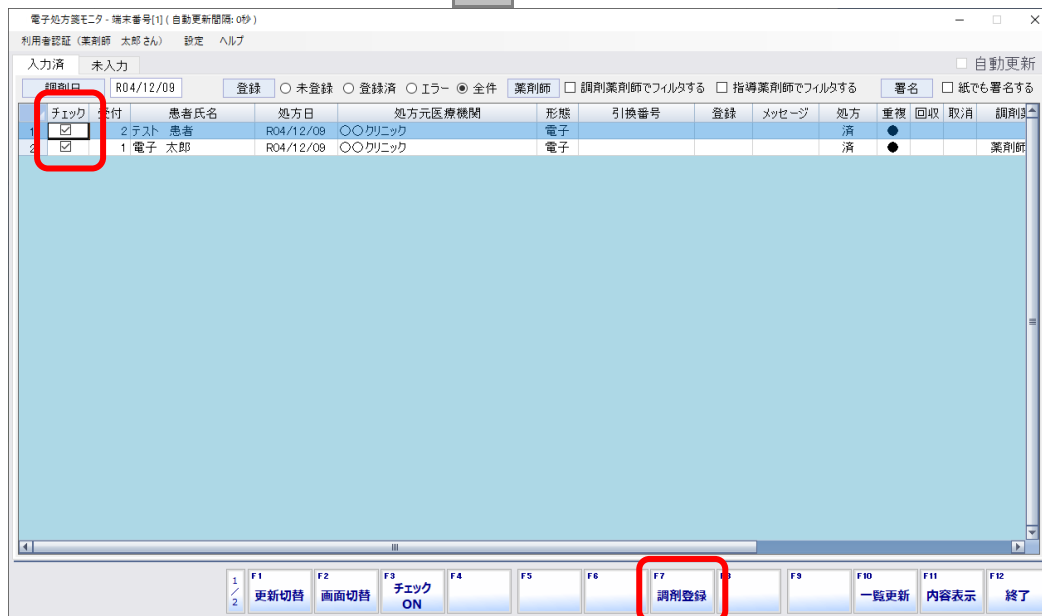 電子処方箋モニタ - 端末番号[1] ( 自動更新間隔: 0秒 )
利用者認証 (薬剤師 太郎 さん) 設定 ヘルプ
入力済 未入力 自動更新
調剤日 R04/12/09 登録 未登録 登録済 エラー 全件 薬剤師 調剤薬剤師でフィルタする 指導薬剤師でフィルタする 署名 紙でも署名する
チェック 受付 患者氏名 処方日 処方元医療機関 形態 引換番号 登録 メッセージ 処方 重複 回収 取消 調剤
1 2 テスト 患者 R04/12/09 〇〇クリニック 電子 済 ●
2 1 電子 太郎 R04/12/09 〇〇クリニック 電子 済 ● 薬剤師
1/2 F1 更新切替 F2 画面切替 F3 チェック ON F4 F5 F6 F7 調剤登録 F8 F9 F10 一覧更新 F11 内容表示 F12 終了